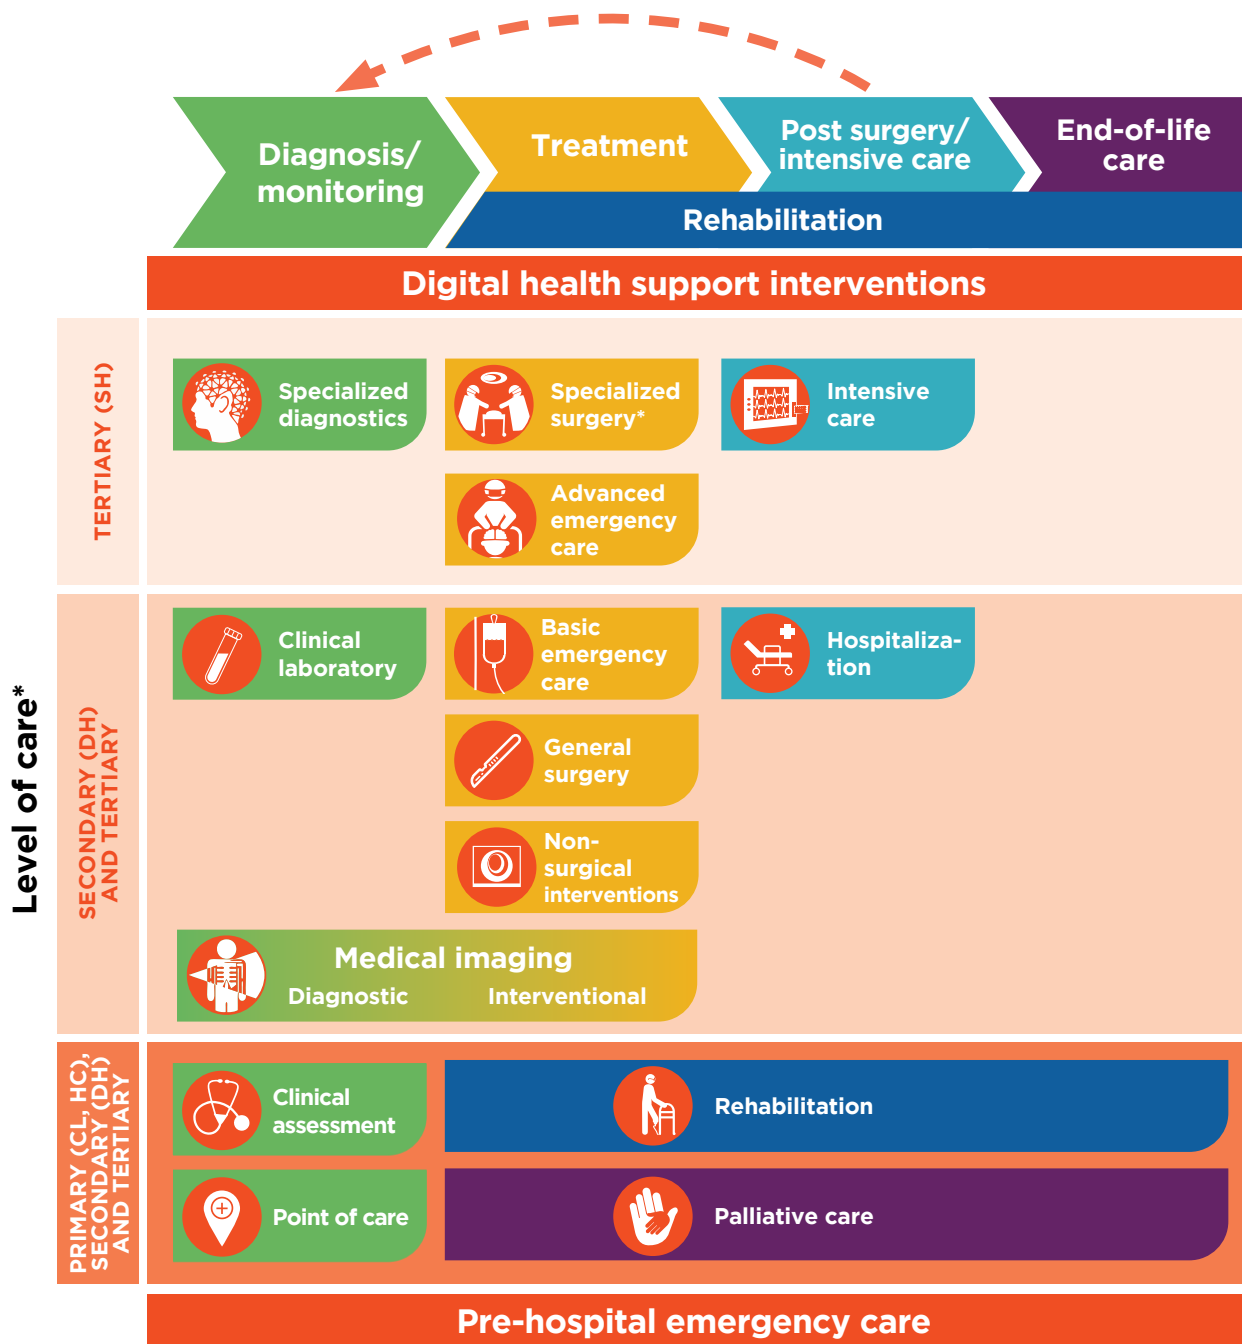 Diagnosis/
monitoring
Treatment
Post surgery/
intensive care
End-of-life
care
Rehabilitation
Digital health support interventions
Level of care*
TERTIARY (SH)
Specialized
diagnostics
Specialized
surgery*
Intensive
care
Advanced
emergency
care
SECONDARY (DH)
AND TERTIARY
Clinical
laboratory
Basic
emergency
care
Hospitaliza-
tion
General
surgery
Non-
surgical
interventions
Medical imaging
Diagnostic
Interventional
PRIMARY (CL, HC),
SECONDARY (DH)
AND TERTIARY
Clinical
assessment
Rehabilitation
Point of care
Palliative care
Pre-hospital emergency care